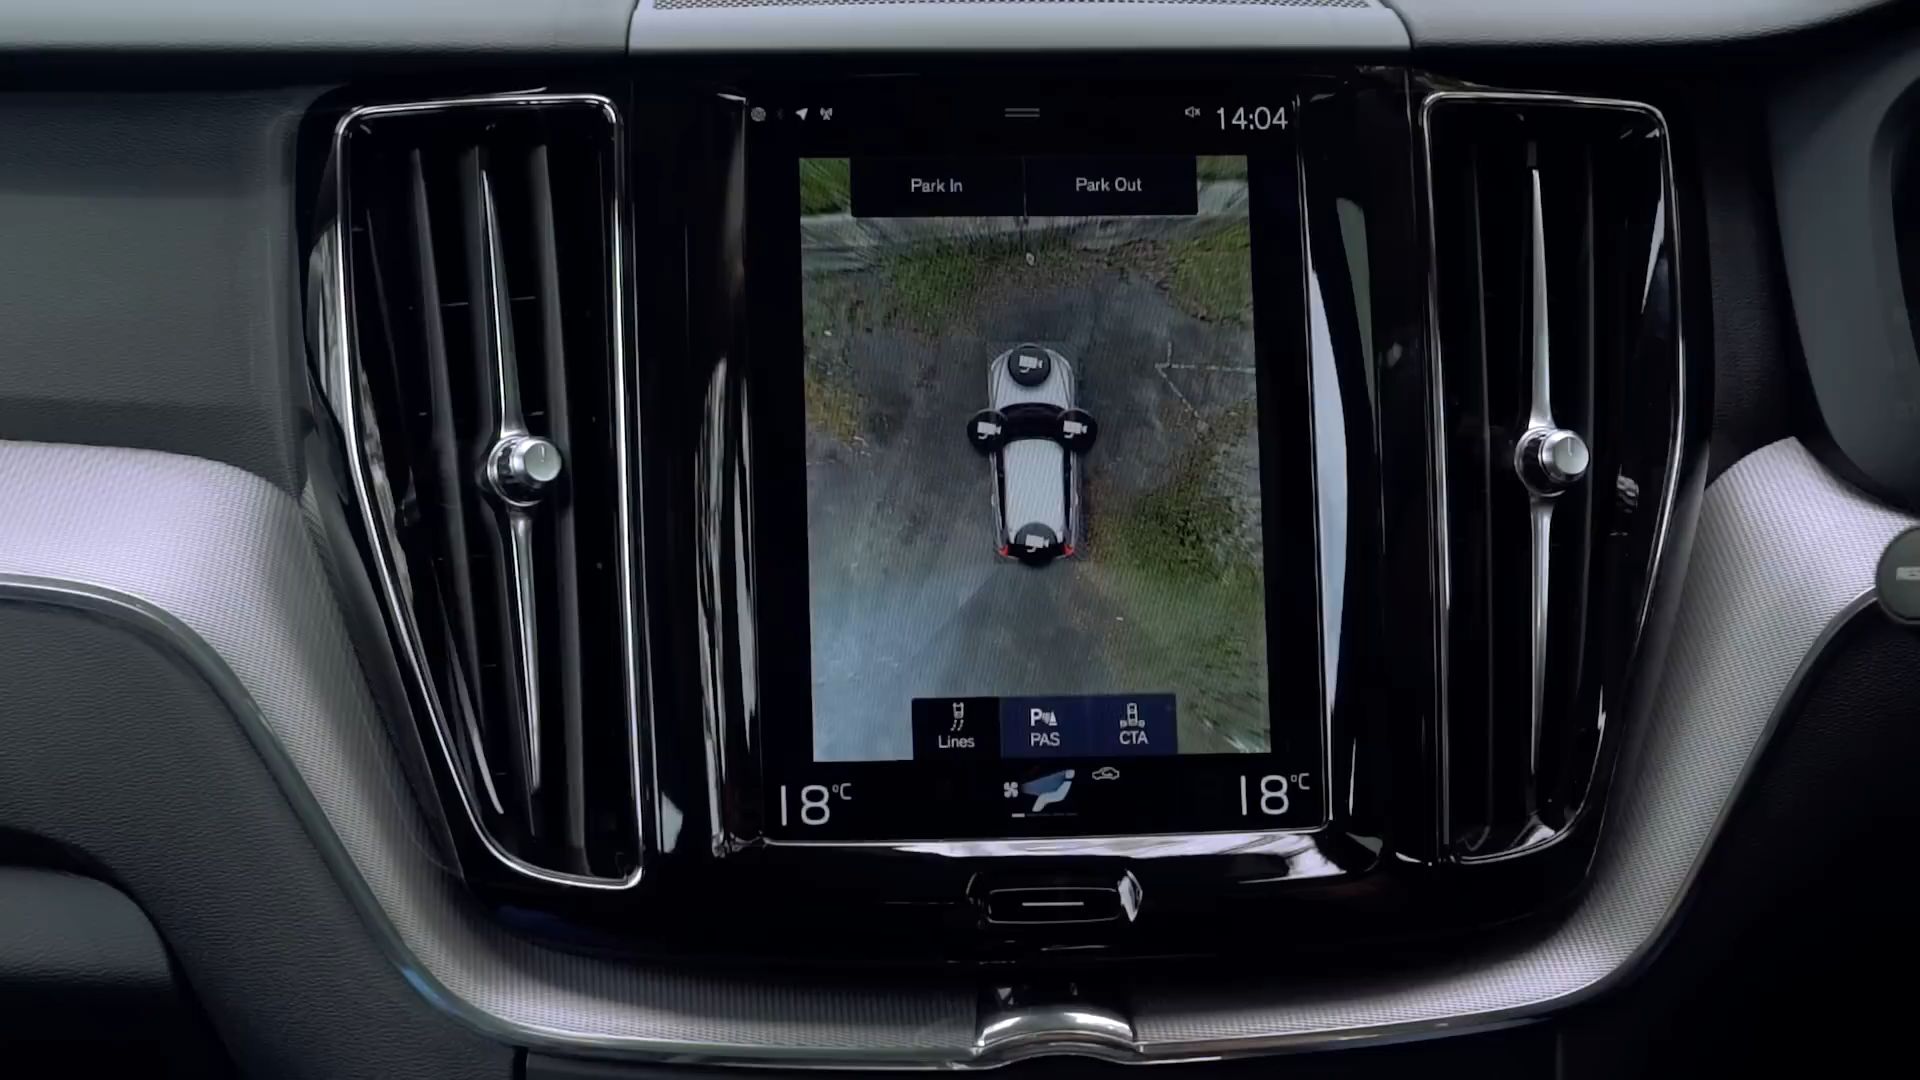 14:04
Park In
Park Out
Lines
PAS
CTA
18°C
18°C